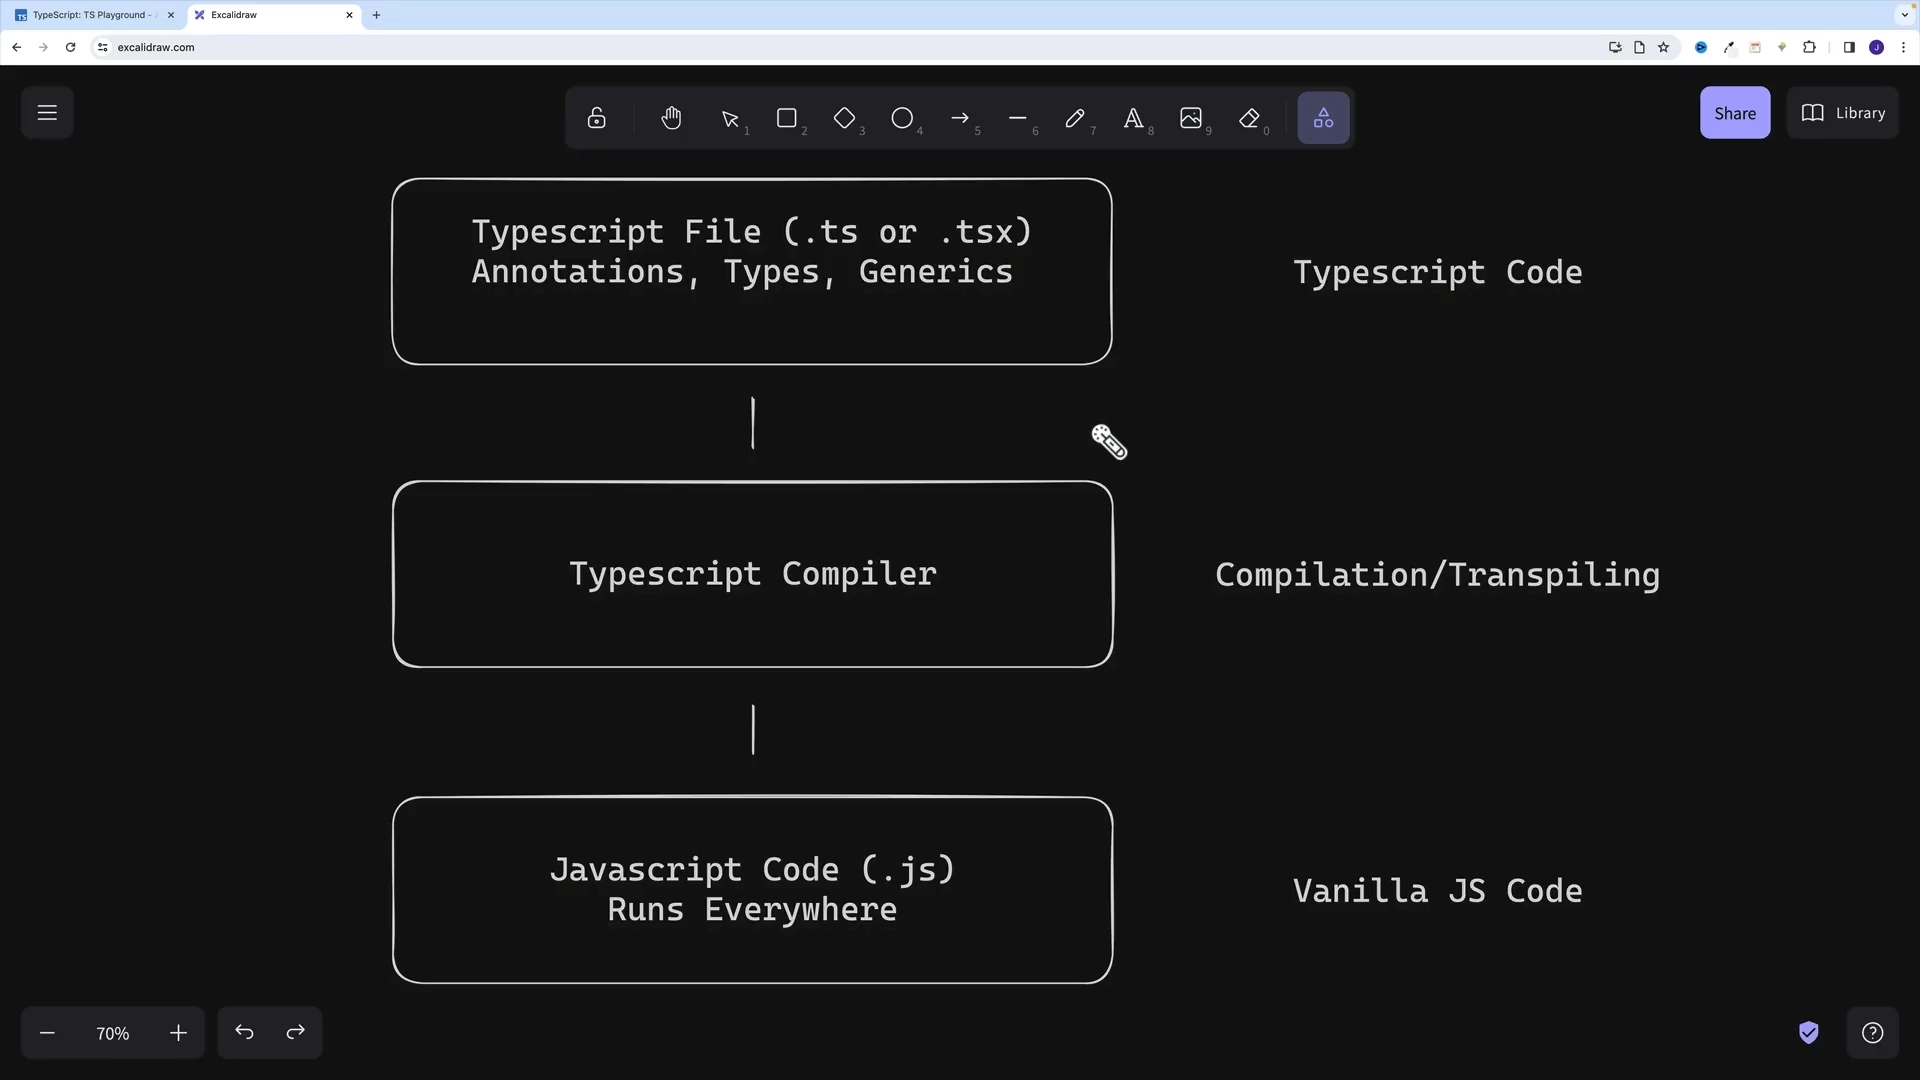 TypeScript: TS Playground -
Excalidraw
excalidraw.com
J
1
2
3
4
5
6
7
A
8
9
0
Share
Library
Typescript File (.ts or .tsx)
Annotations, Types, Generics
Typescript Code
Typescript Compiler
Compilation/Transpiling
Javascript Code (.js)
Runs Everywhere
Vanilla JS Code
70%